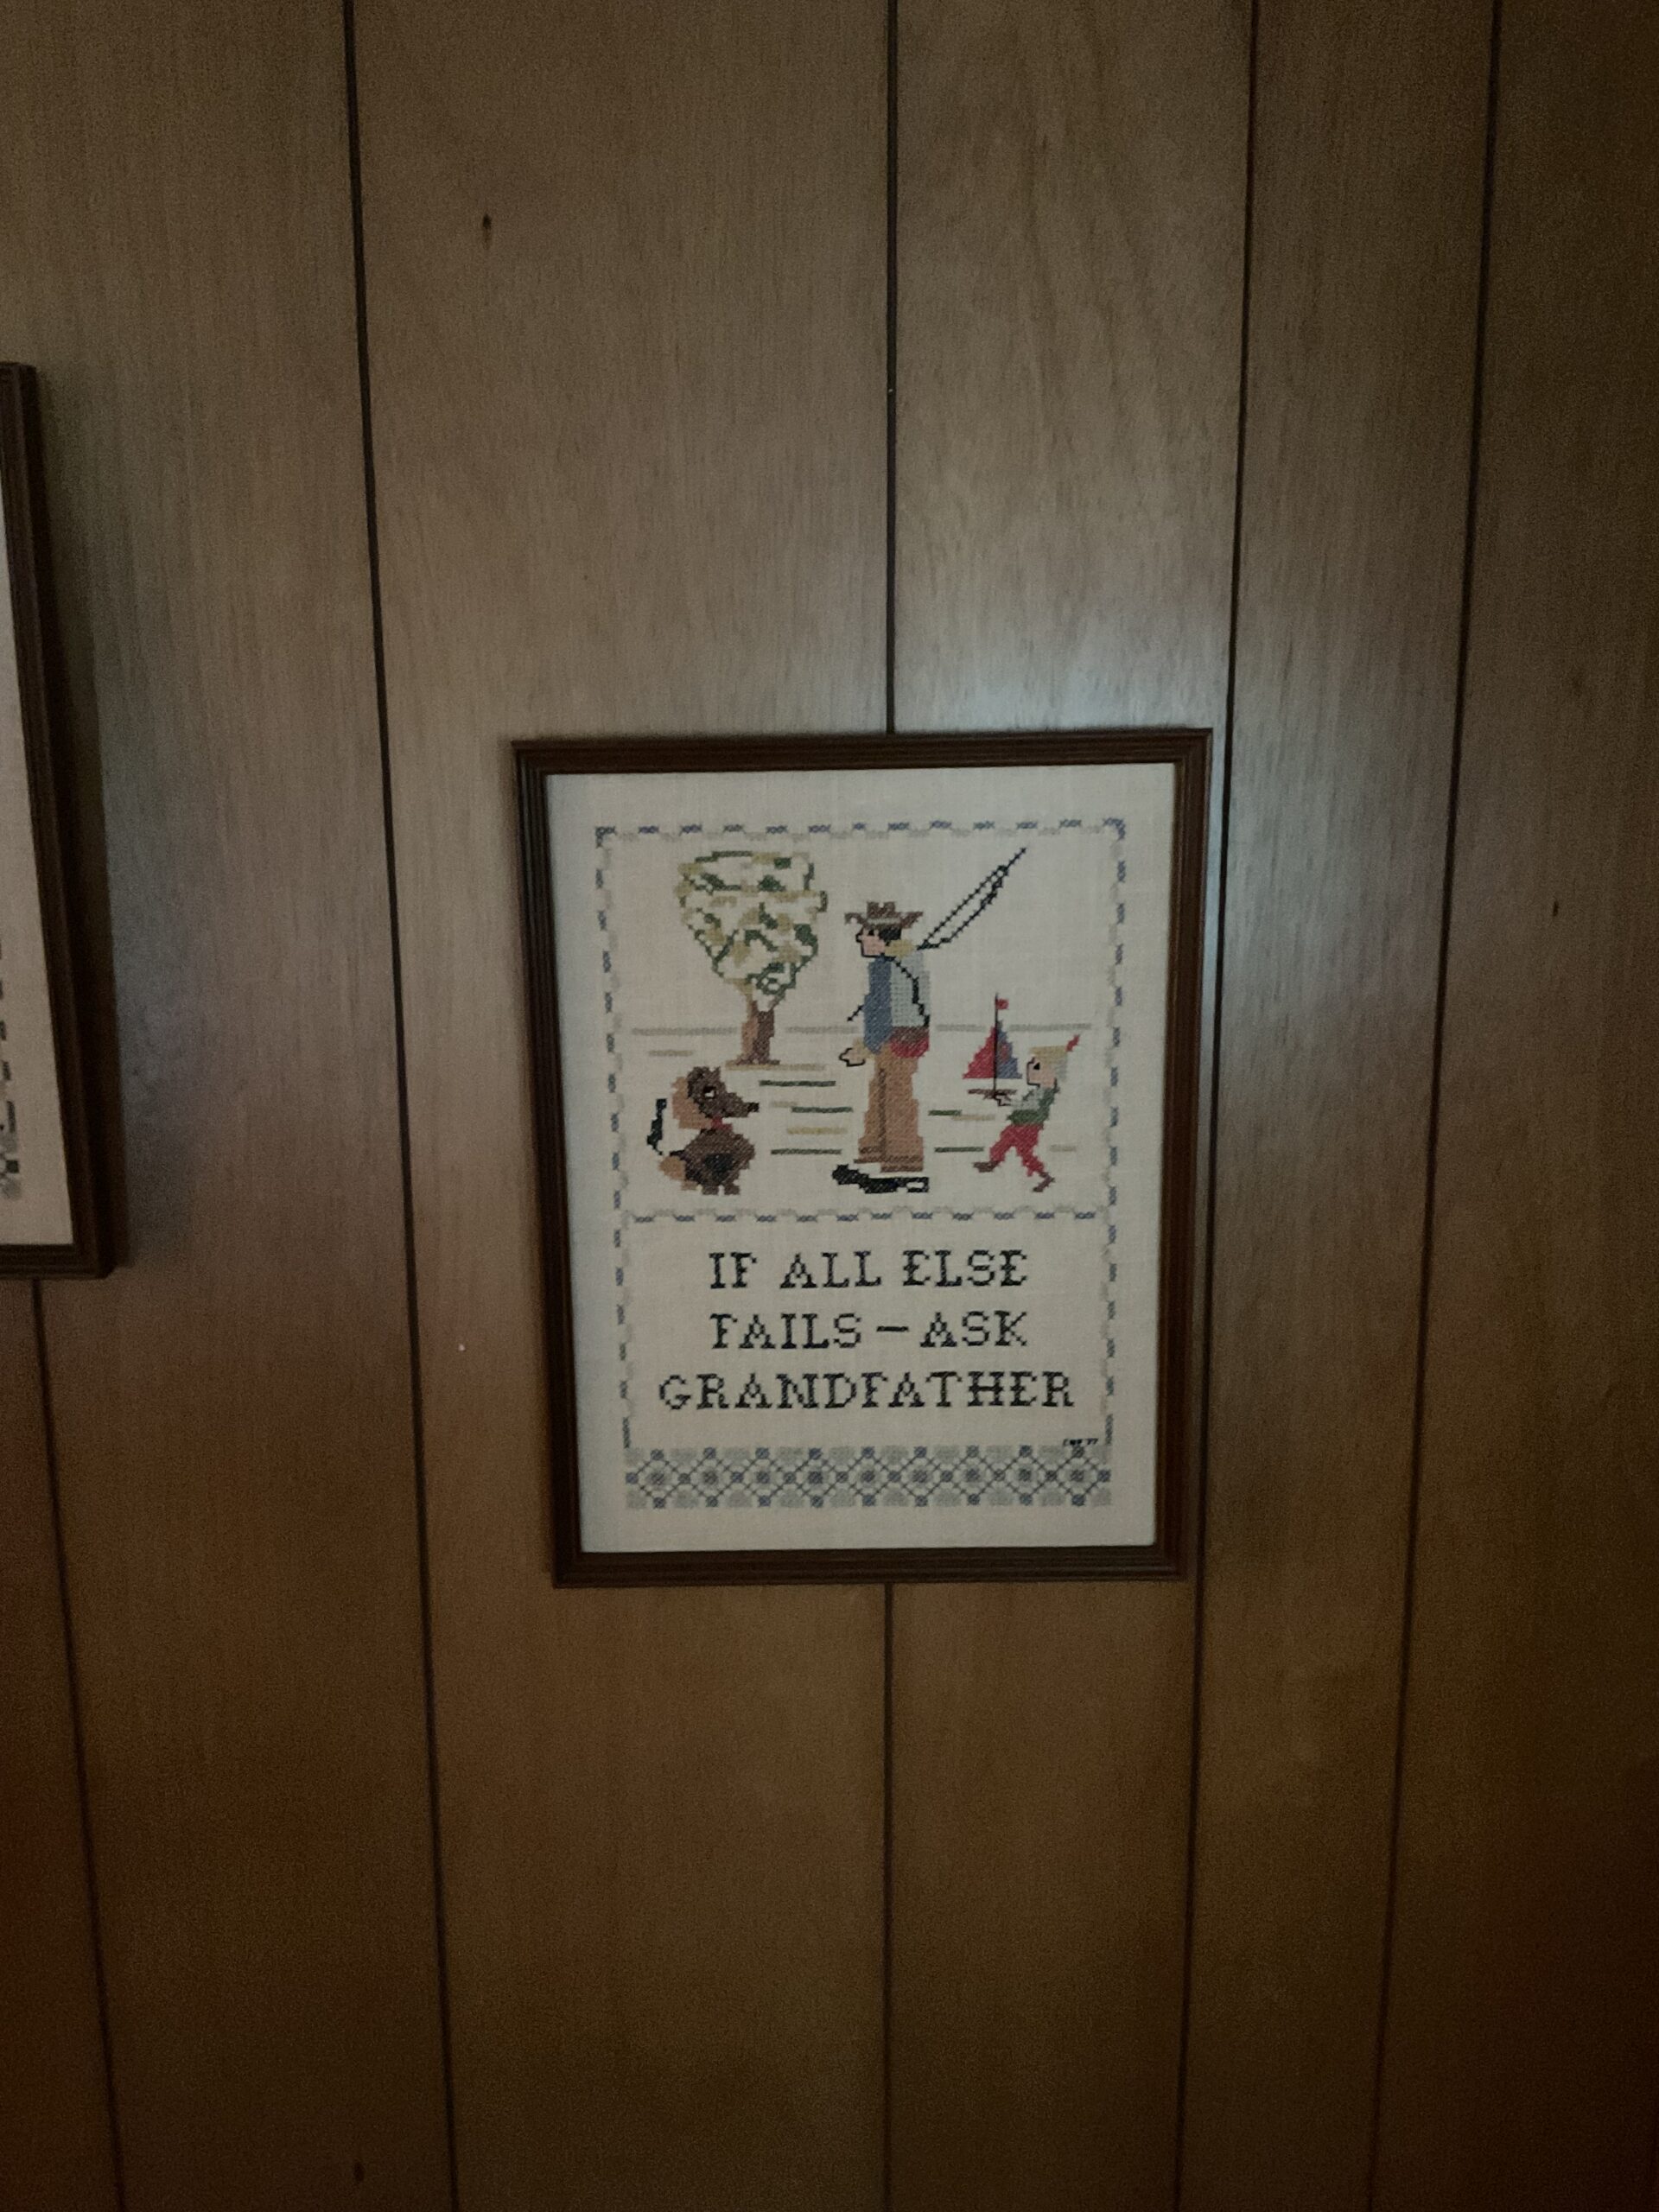 IF ALL ELSE
FAILS – ASK
GRANDFATHER